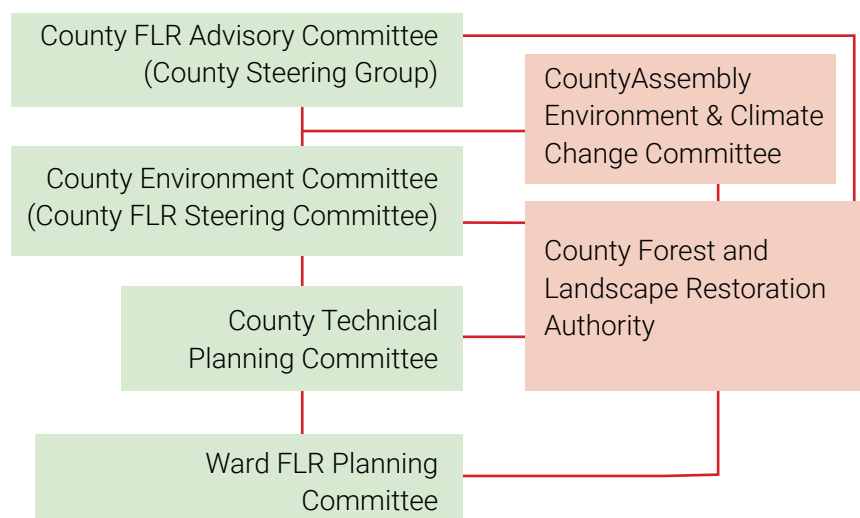 County FLR Advisory Committee
(County Steering Group)
CountyAssembly
Environment & Climate
Change Committee
County Environment Committee
(County FLR Steering Committee)
County Forest and
Landscape Restoration
Authority
County Technical
Planning Committee
Ward FLR Planning
Committee